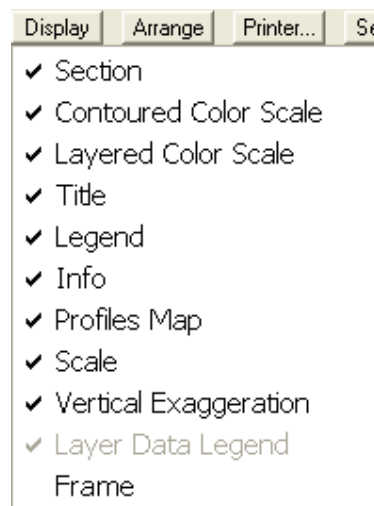 Display Arrange Printer... Se
✔ Section
✔ Contoured Color Scale
✔ Layered Color Scale
✔ Title
✔ Legend
✔ Info
✔ Profiles Map
✔ Scale
✔ Vertical Exaggeration
✔ Layer Data Legend
Frame